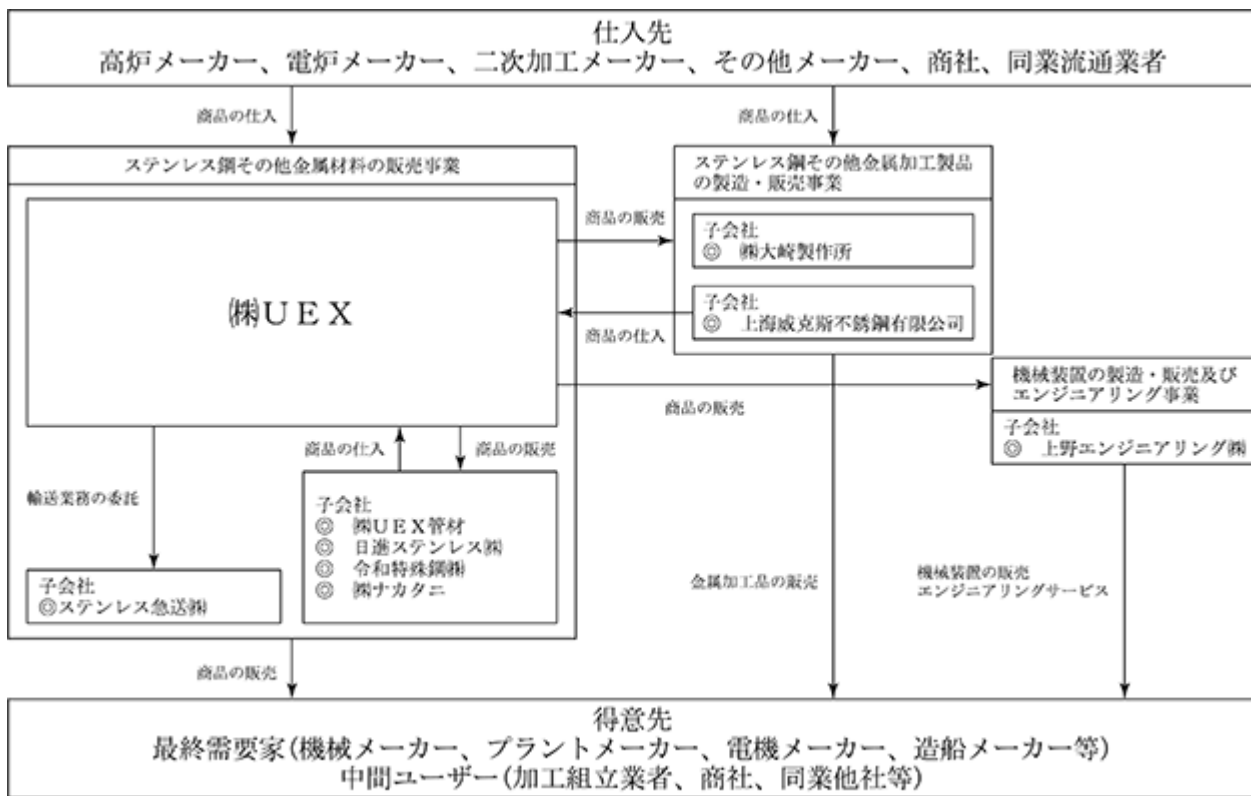 仕入先
高炉メーカー、電炉メーカー、二次加工メーカー、その他メーカー、商社、同業流通業者
商品の仕入
商品の仕入
ステンレス鋼その他金属材料の販売事業
ステンレス鋼その他金属加工製品
の製造・販売事業
㈱UEX
商品の販売
子会社
◎ ㈱大崎製作所
子会社
◎ 上海威克斯不銹鋼有限公司
商品の仕入
商品の販売
機械装置の製造・販売及び
エンジニアリング事業
子会社
◎ 上野エンジニアリング㈱
商品の仕入
商品の販売
輸送業務の委託
子会社
◎ ㈱UEX管材
◎ 日進ステンレス㈱
◎ 令和特殊鋼㈱
◎ ㈱ナカタニ
子会社
◎ステンレス急送㈱
金属加工品の販売
機械装置の販売
エンジニアリングサービス
商品の販売
得意先
最終需要家(機械メーカー、プラントメーカー、電機メーカー、造船メーカー等)
中間ユーザー(加工組立業者、商社、同業他社等)